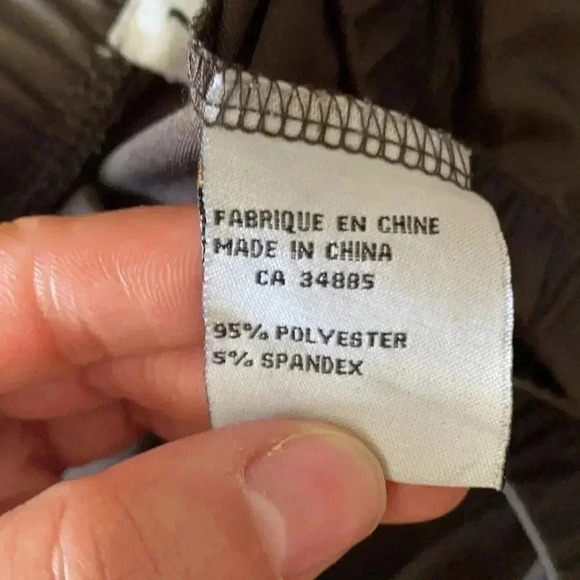 FABRIQUE EN CHINE
MADE IN CHINA
CA 34885
95% POLYESTER
5% SPANDEX